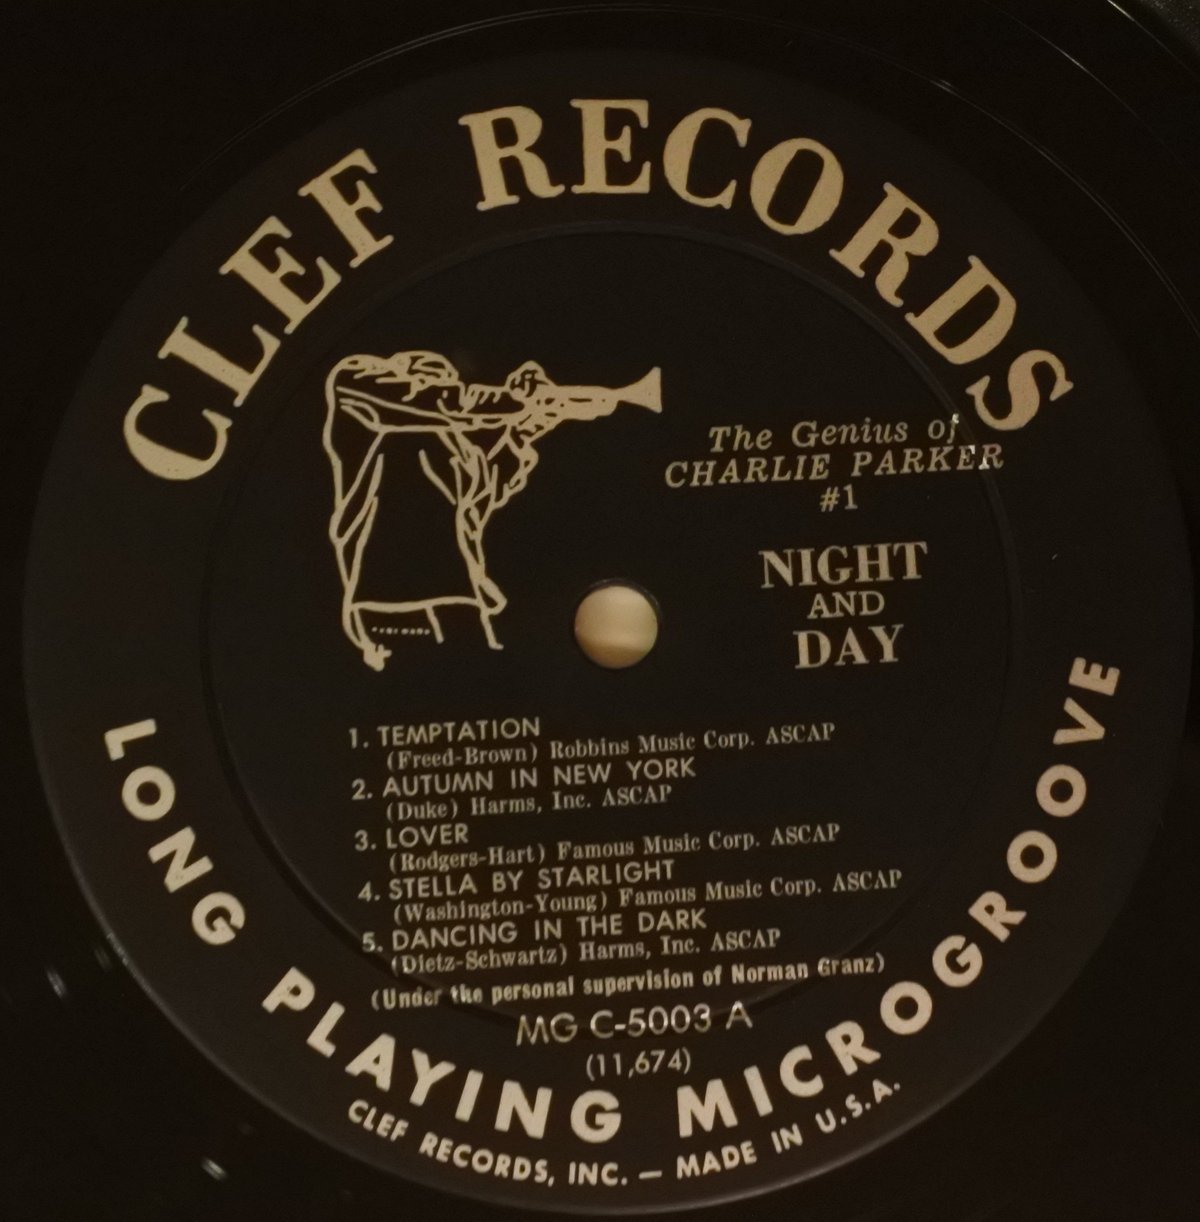 CLEF RECORDS
The Genius of
CHARLIE PARKER
#1
NIGHT
AND
DAY
1. TEMPTATION
(Freed-Brown) Robbins Music Corp. ASCAP
2. AUTUMN IN NEW YORK
(Duke) Harms, Inc. ASCAP
3. LOVER
(Rodgers-Hart) Famous Music Corp. ASCAP
4. STELLA BY STARLIGHT
(Washington-Young) Famous Music Corp. ASCAP
5. DANCING IN THE DARK
(Dietz-Schwartz) Harms, Inc. ASCAP
(Under the personal supervision of Norman Granz)
MG C-5003 A
(11,674)
LONG PLAYING MICROGROOVE
CLEF RECORDS, INC. — MADE IN U.S.A.